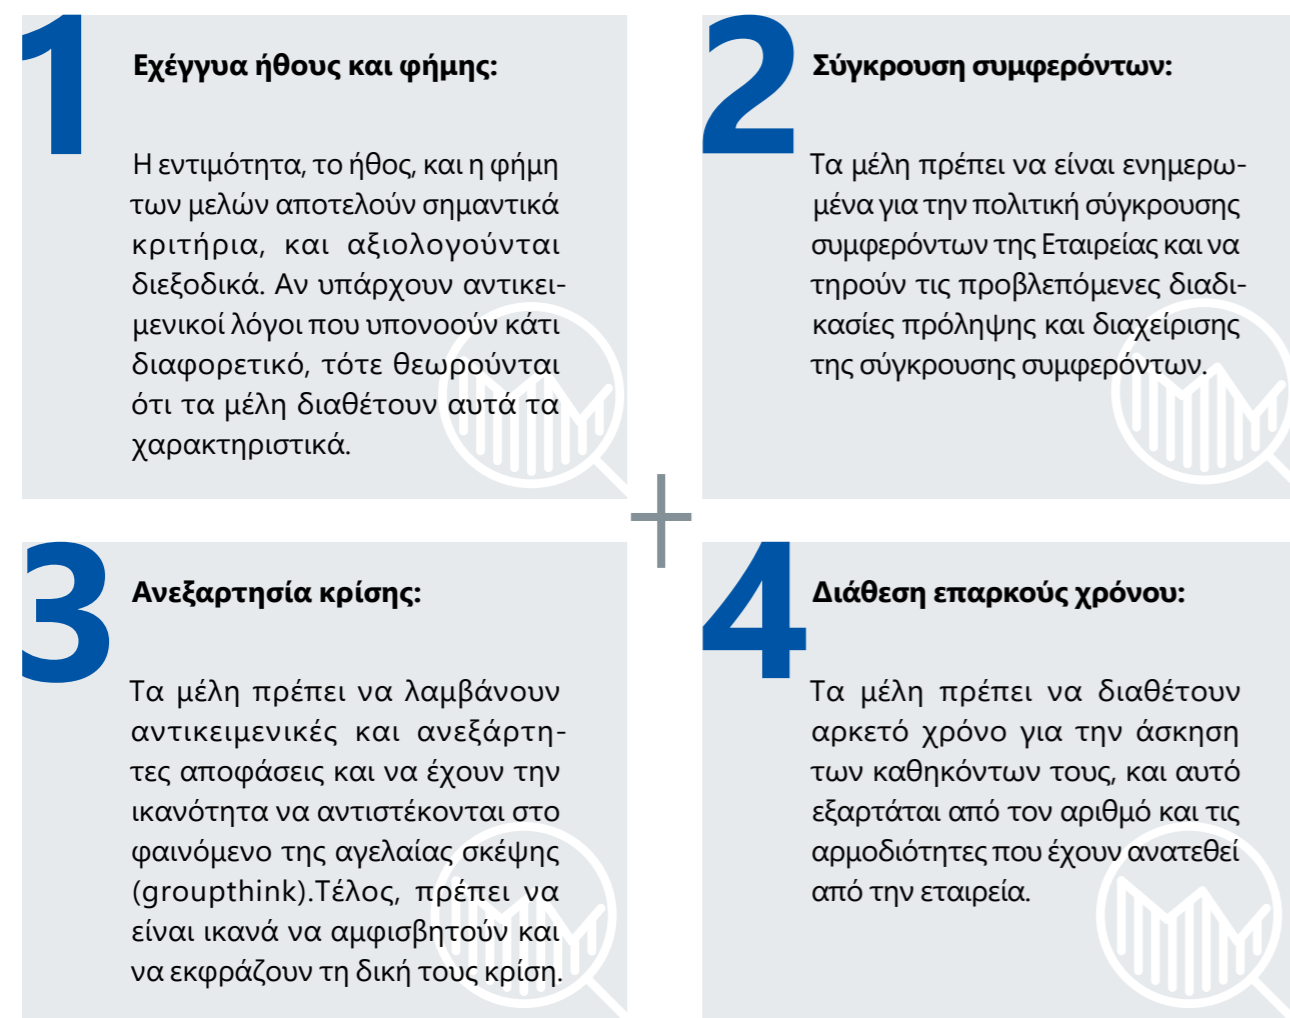 1
Εχέγγυα ήθους και φήμης:
Η εντιμότητα, το ήθος, και η φήμη
των μελών αποτελούν σημαντικά
κριτήρια, και αξιολογούνται
διεξοδικά. Αν υπάρχουν αντικει-
μενικοί λόγοι που υπονοούν κάτι
διαφορετικό, τότε θεωρούνται
ότι τα μέλη διαθέτουν αυτά τα
χαρακτηριστικά.
2
Σύγκρουση συμφερόντων:
Τα μέλη πρέπει να είναι ενημερω-
μένα για την πολιτική σύγκρουσης
συμφερόντων της Εταιρείας και να
τηρούν τις προβλεπόμενες διαδι-
κασίες πρόληψης και διαχείρισης
της σύγκρουσης συμφερόντων.
3
Ανεξαρτησία κρίσης:
Τα μέλη πρέπει να λαμβάνουν
αντικειμενικές και ανεξάρτη-
τες αποφάσεις και να έχουν την
ικανότητα να αντιστέκονται στο
φαινόμενο της αγελαίας σκέψης
(groupthink).Τέλος, πρέπει να
είναι ικανά να αμφισβητούν και
να εκφράζουν τη δική τους κρίση.
4
Διάθεση επαρκούς χρόνου:
Τα μέλη πρέπει να διαθέτουν
αρκετό χρόνο για την άσκηση
των καθηκόντων τους, και αυτό
εξαρτάται από τον αριθμό και τις
αρμοδιότητες που έχουν ανατεθεί
από την εταιρεία.